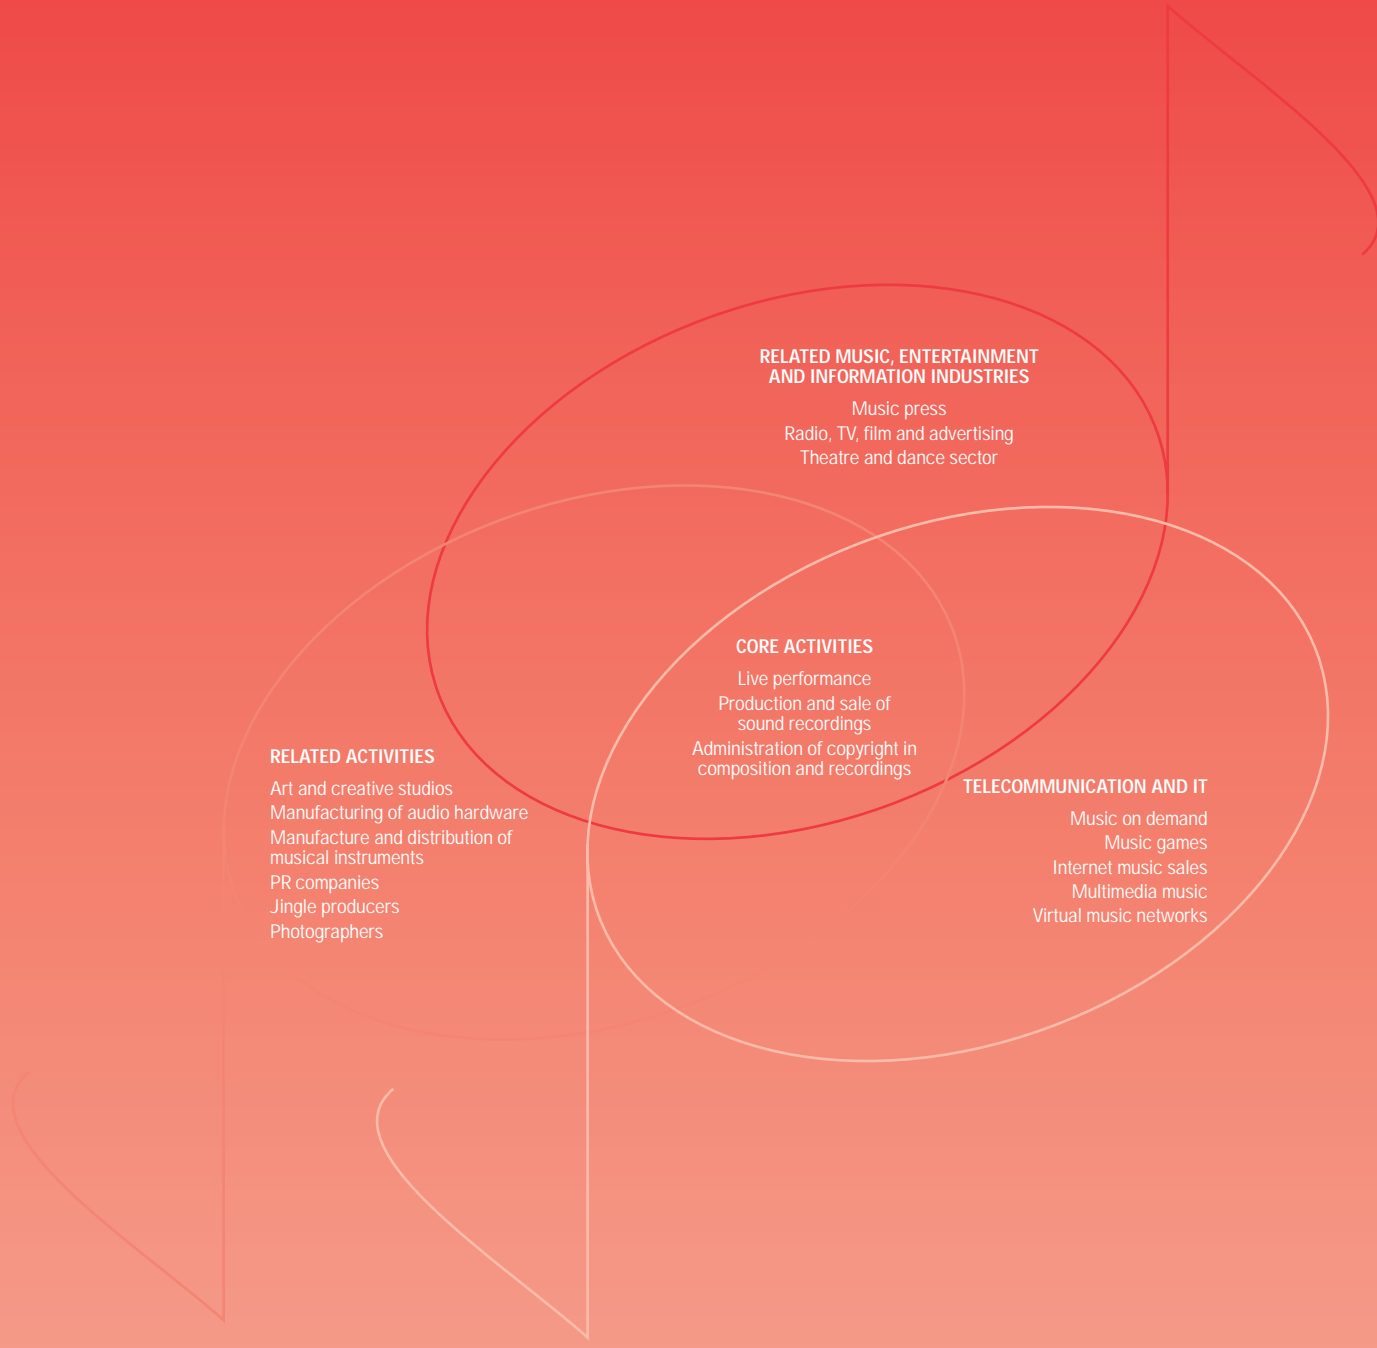 RELATED MUSIC, ENTERTAINMENT
AND INFORMATION INDUSTRIES
Music press
Radio, TV, film and advertising
Theatre and dance sector
CORE ACTIVITIES
Live performance
Production and sale of
sound recordings
Administration of copyright in
composition and recordings
RELATED ACTIVITIES
Art and creative studios
Manufacturing of audio hardware
Manufacture and distribution of
musical instruments
PR companies
Jingle producers
Photographers
TELECOMMUNICATION AND IT
Music on demand
Music games
Internet music sales
Multimedia music
Virtual music networks